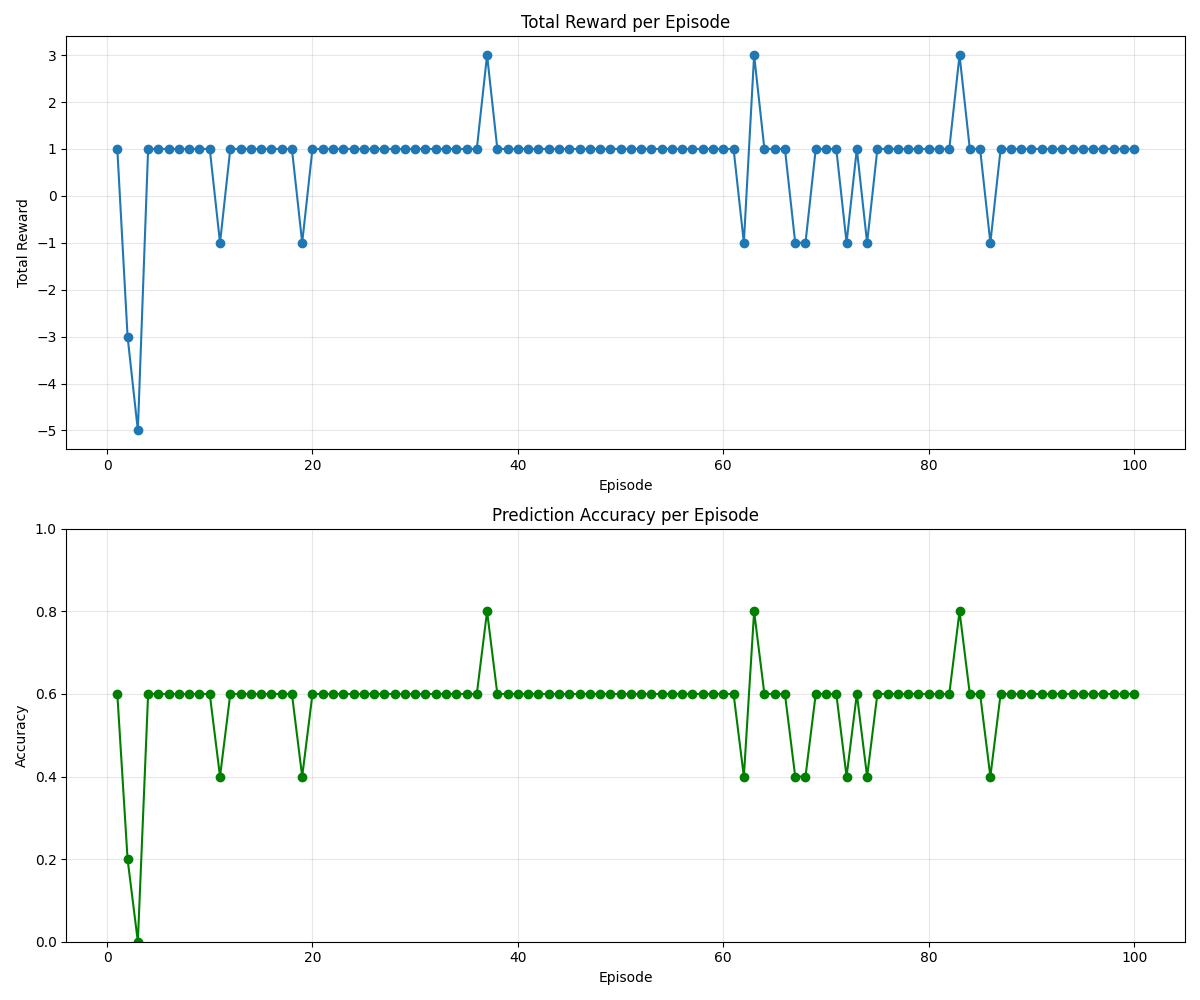 Total Reward per Episode
3
2
1
0
−1
−2
−3
−4
−5
Total Reward
0 20 40 60 80 100
Episode
Prediction Accuracy per Episode
1.0
0.8
0.6
0.4
0.2
0.0
Accuracy
0 20 40 60 80 100
Episode